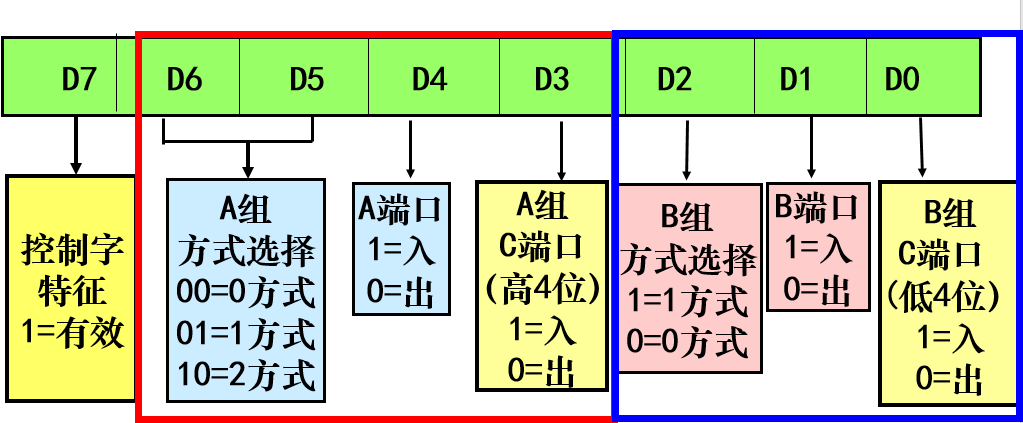 D7 D6 D5 D4 D3 D2 D1 D0
控制字
特征
1=有效
A组
方式选择
00=0方式
01=1方式
10=2方式
A端口
1=入
0=出
A组
C端口
(高4位)
1=入
0=出
B组
方式选择
1=1方式
0=0方式
B端口
1=入
0=出
B组
C端口
(低4位)
1=入
0=出